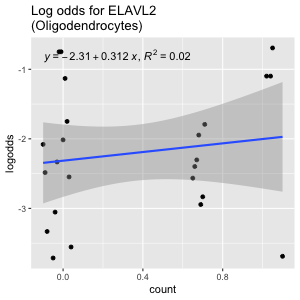 Log odds for ELAVL2
(Oligodendrocytes)
y = −2.31 + 0.312 x, R² = 0.02
-1
-2
-3
logodds
0.0 0.4 0.8
count